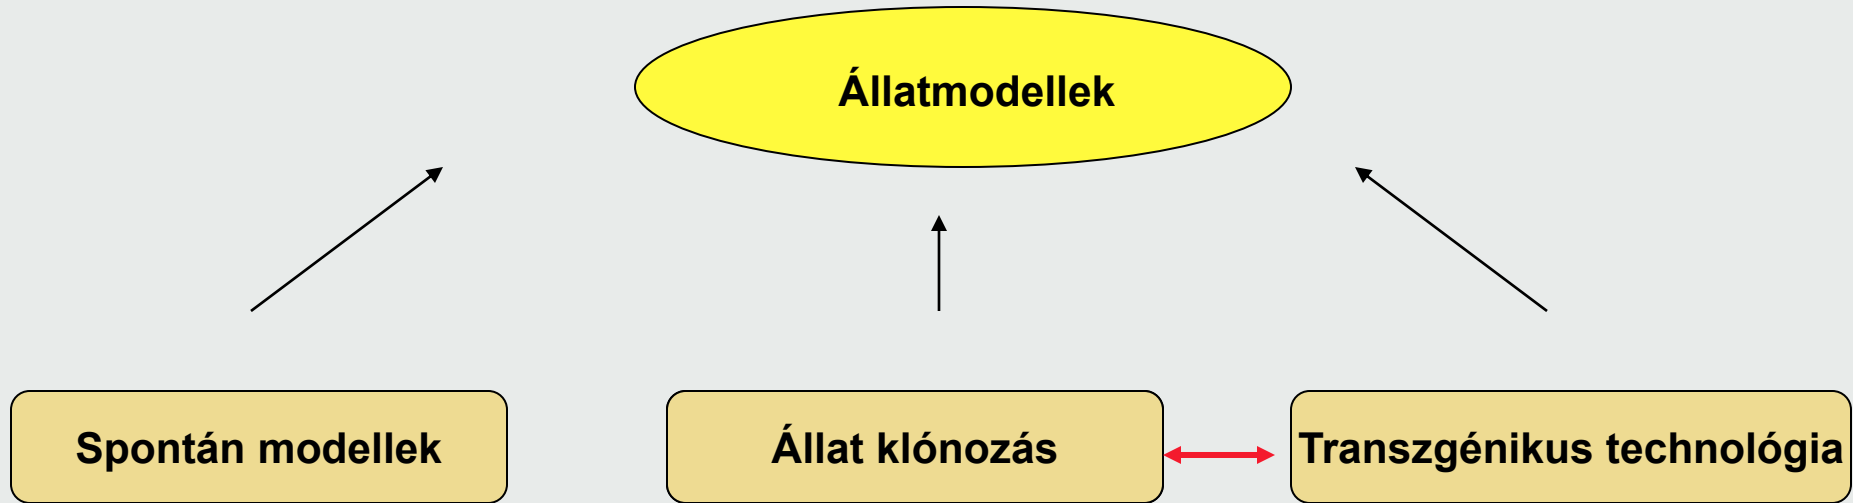 Állatmodellek
Spontán modellek
Állat klónozás
Transzgénikus technológia